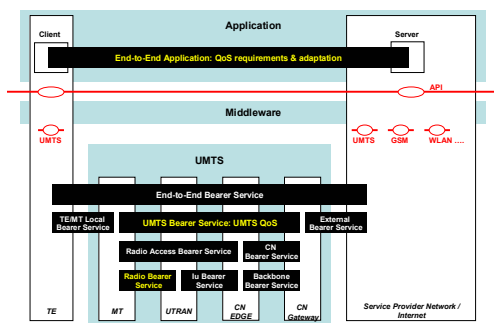 Application
Client
Server
End-to-End Application: QoS requirements & adaptation
API
Middleware
UMTS
UMTS
GSM
WLAN ....
UMTS
End-to-End Bearer Service
TE/MT Local
Bearer Service
UMTS Bearer Service: UMTS QoS
External
Bearer Service
Radio Access Bearer Service
CN
Bearer Service
Radio Bearer
Service
Iu Bearer
Service
Backbone
Bearer Service
TE
MT
UTRAN
CN
EDGE
CN
Gateway
Service Provider Network /
Internet